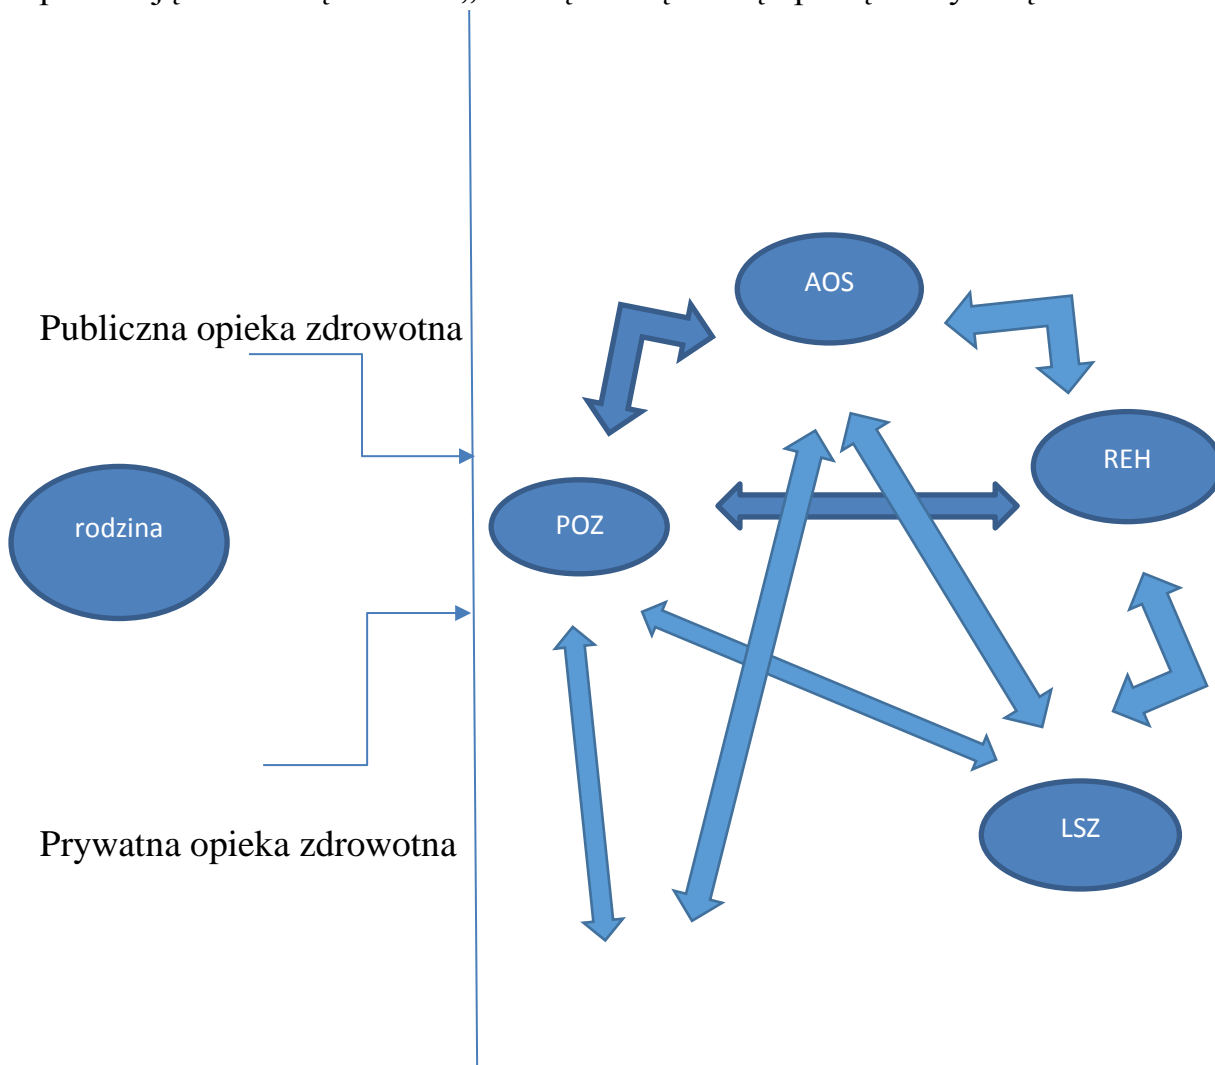 AOS
Publiczna opieka zdrowotna
REH
rodzina
POZ
LSZ
Prywatna opieka zdrowotna